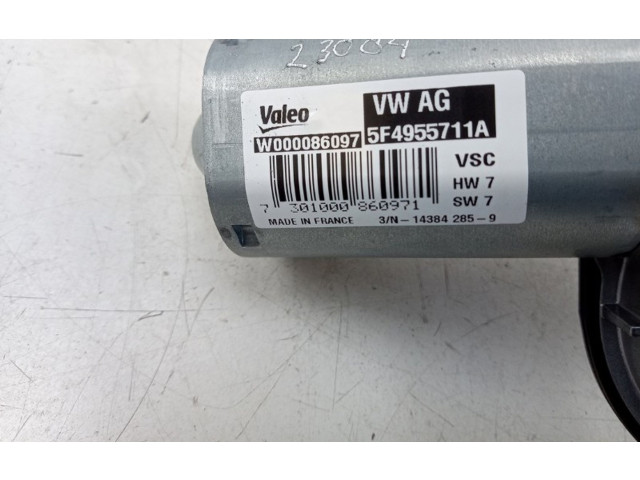 23084
Valeo VW AG
W000086097 5F4955711A
VSC
HW 7
7 301000 860971 SW 7
MADE IN FRANCE 3/N-14384 285-9